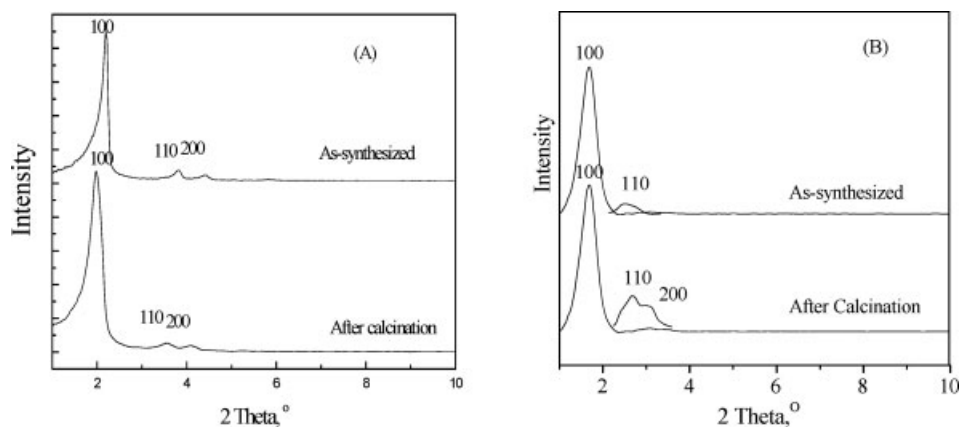 100
(A)
110 200
As-synthesized
100
110 200
After calcination
Intensity
2 4 6 8 10
2 Theta,°
(B)
100
110
As-synthesized
100
110
200
After Calcination
Intensity
2 4 6 8 10
2 Theta,O